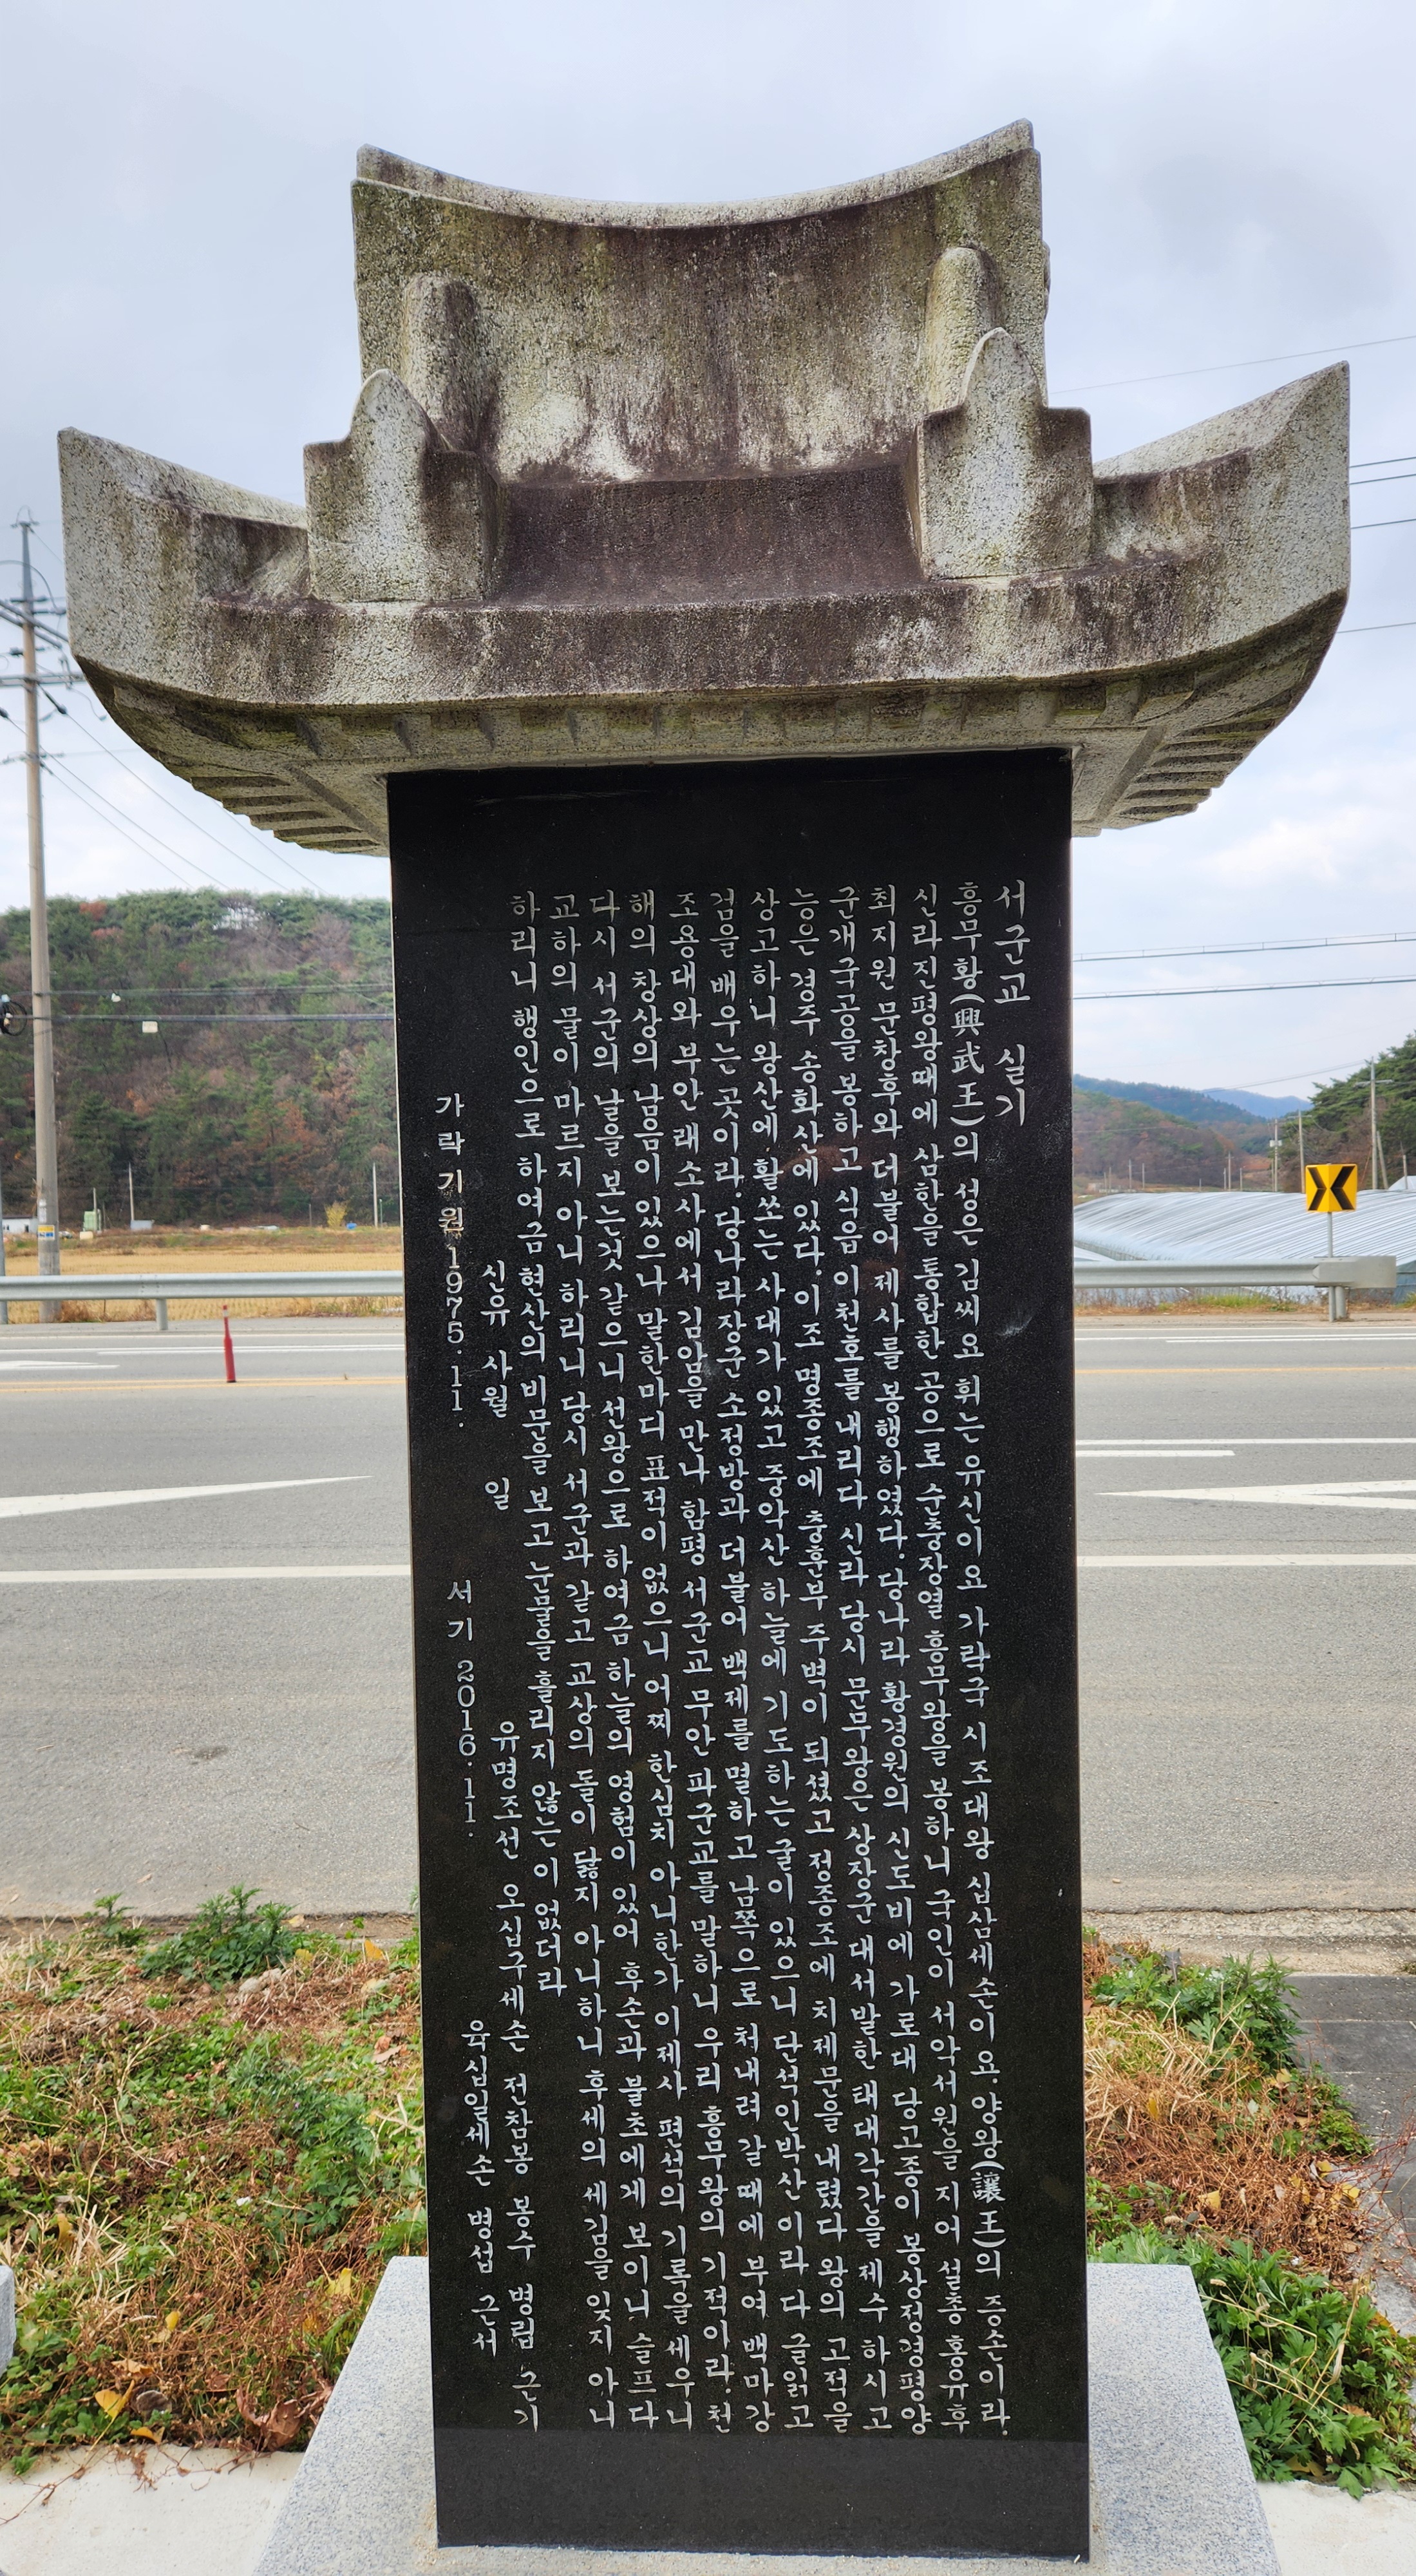 서군교 실기
흥무황(興武王)의 성은 김씨요 휘는 유신이요 가락국 시조대왕 십삼세손이요. 양왕(讓王)의 증손이라.
신라진평왕때에 삼한을 통합한 공으로 순충장열 흥무왕을 봉하니 국인이 서악서원을 지어 설총 홍유후
최지원 문창후와 더불어 제사를 봉행하였다. 당나라 황경원의 신도비에 가로대 당고종이 봉상정경평양
군개국공을 봉하고 식읍 이천호를 내리다 신라 당시 문무왕은 상장군 대서발한 태대각간을 제수 하시고
능은 경주 송화산에 있다. 이조 명종조에 충훈부 주벽이 되셨고 정종조에 치제문을 내렸다 왕의 고적을
상고하니 왕산에 활쏘는 사대가 있고 중악산 하늘에 기도하는 굴이 있으니 단석인박산이라 다 글읽고
검을 배우는 곳이라. 당나라장군 소정방과 더불어 백제를 멸하고 남쪽으로 처내려 갈때에 부여 백마강
조용대와 부안 래소사에서 김암을 만나 함평 서군교 무안 파군교를 말하니 우리 흥무왕의 기적이라. 천
해의 창상의 남음이 있으나 말한마디 표적이 없으니 어찌 한심치 아니한가 이제사 편석의 기록을 세우니
다시 서군의 날을 보는것 같으니 선왕으로 하여금 하늘의 영험이 있어 후손과 불초에게 보이니 슬프다
교하의 물이 마르지 아니 하리니 당시 서군과 같고 교상의 돌이 닳지 아니하니 후세의 세김을 잊지 아니
하리니 행인으로 하여금 현산의 비문을 보고 눈물을 흘리지 않는이 없더라
신유 사월 일 유명조선 오십구세손 전참봉 봉수 병립 근기
가락기원 1975. 11. 서기 2016. 11. 육십일세손 병섭 근서